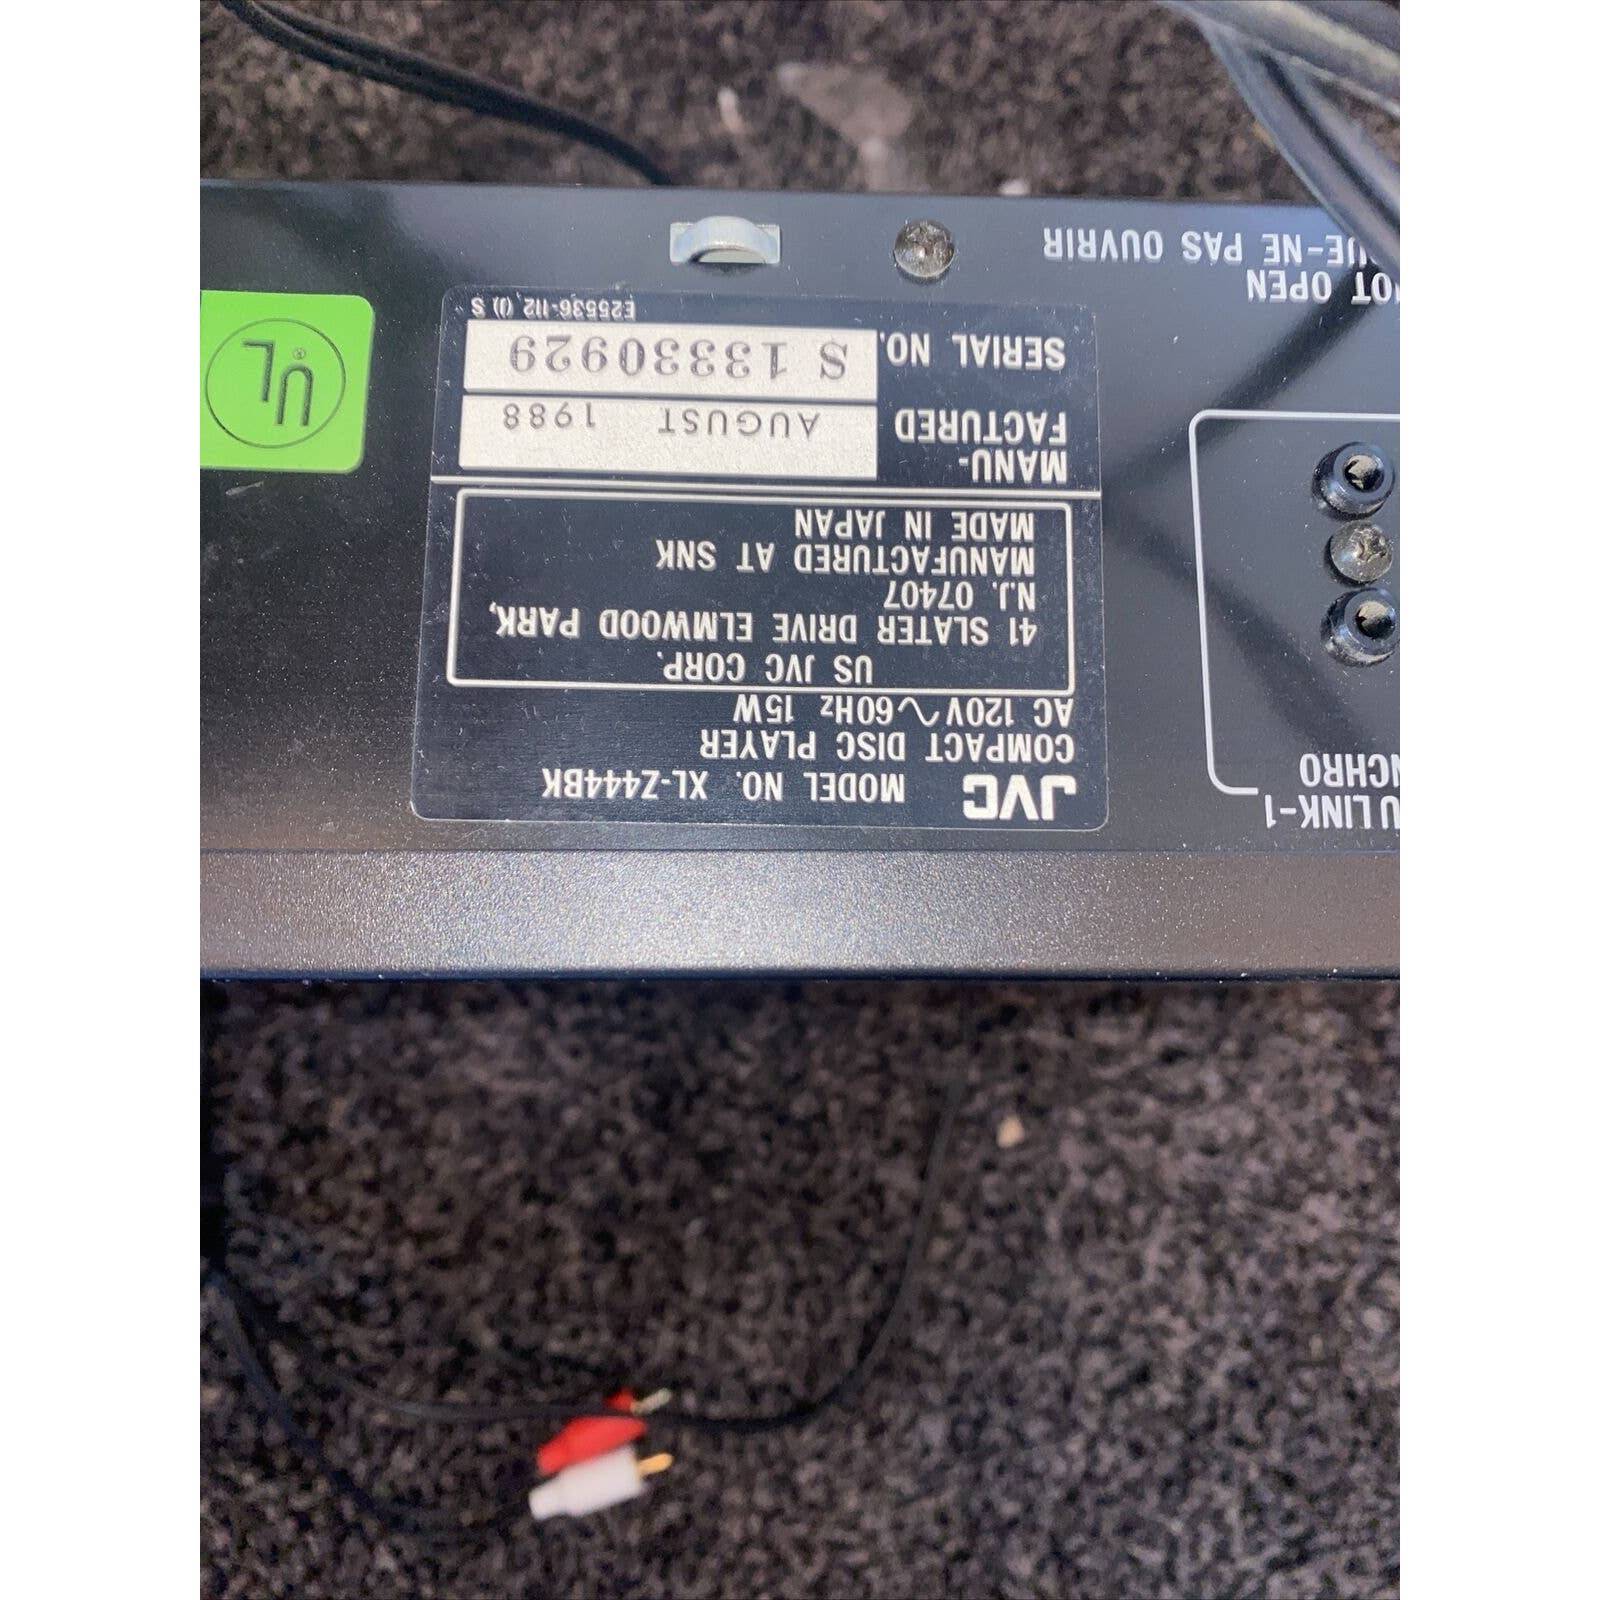 JVC MODEL NO. XL-Z444BK
COMPACT DISC PLAYER
AC 120V~60Hz 15W
US JVC CORP.
41 SLATER DRIVE ELMWOOD PARK,
N.J. 07407
MANUFACTURED AT SNK
MADE IN JAPAN
MANU-
FACTURED
AUGUST 1988
SERIAL NO. S 13330929
E25536-112 (J) S
U LINK-1
NCHRO
OT OPEN
UE-NE PAS OUVRIR
UL®